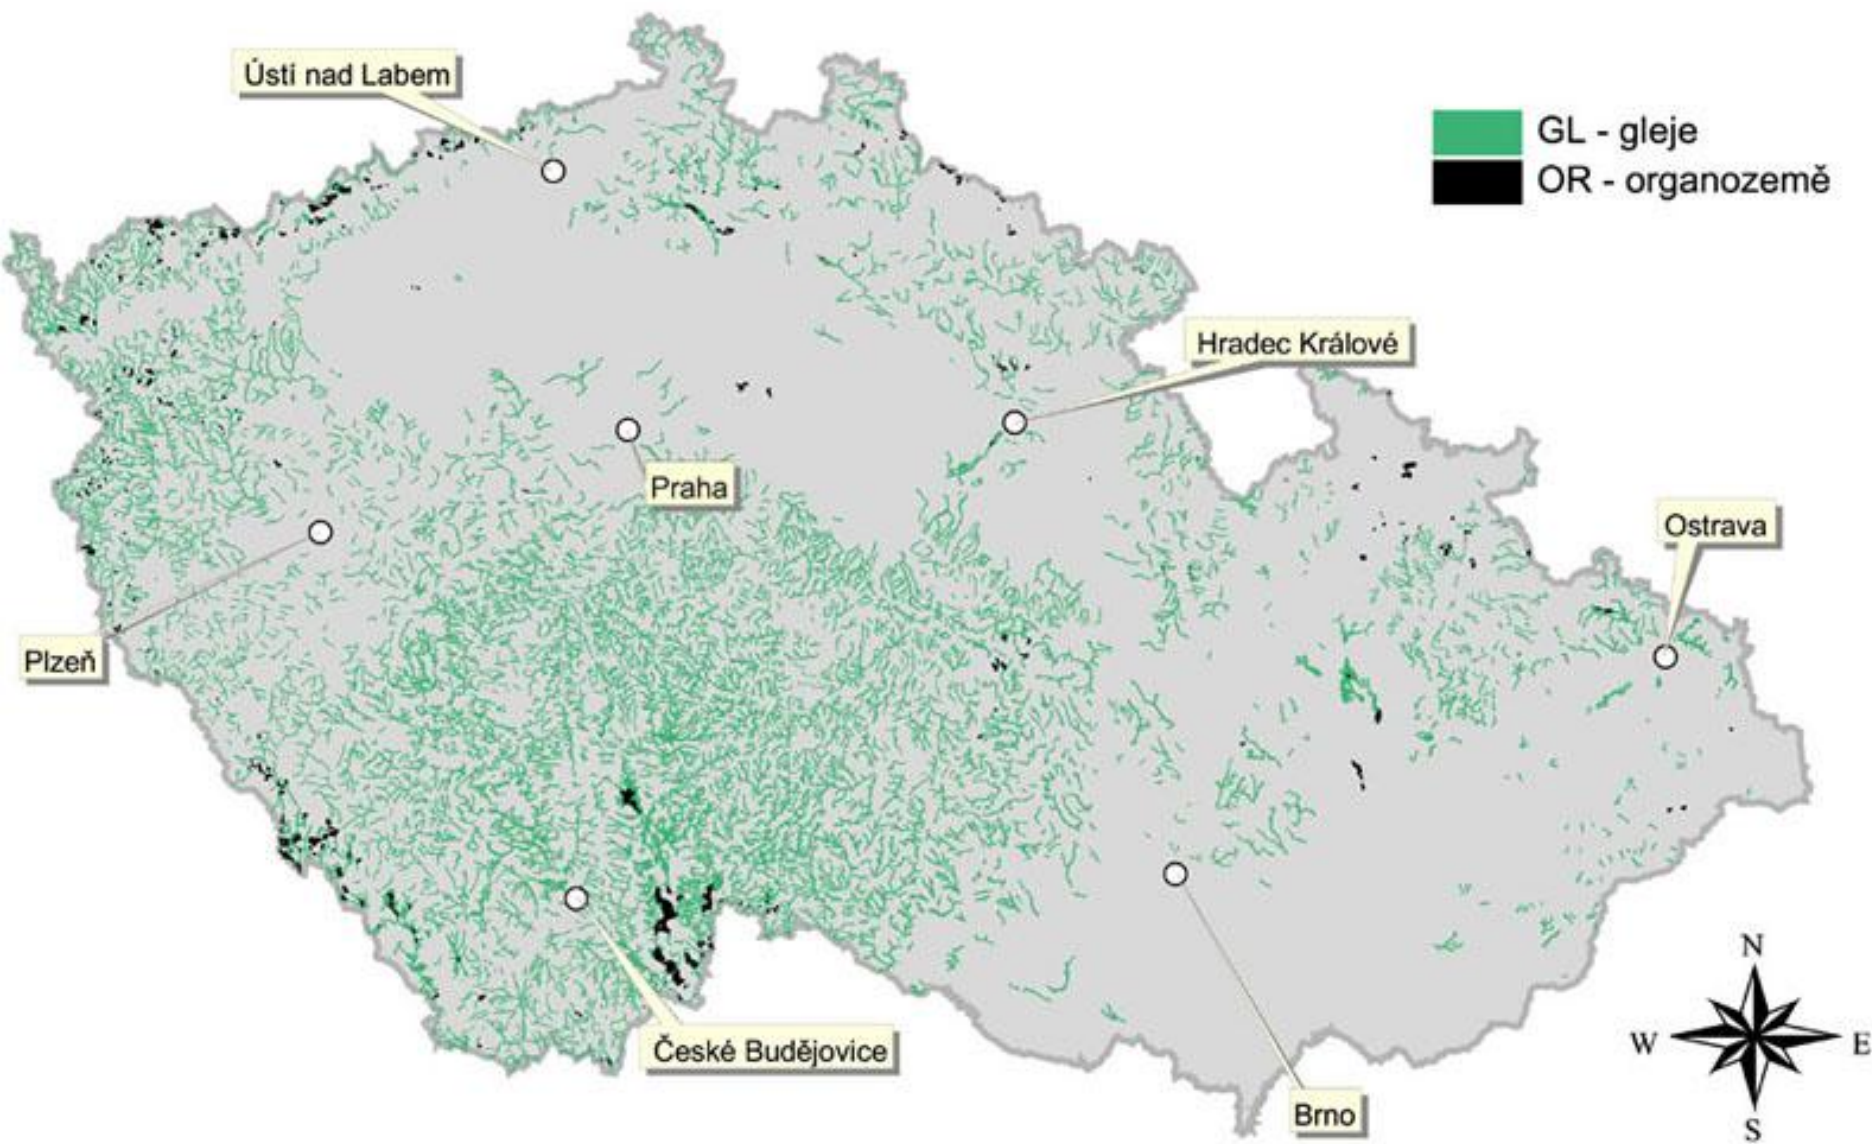 Ústí nad Labem
GL - gleje
OR - organozemě
Hradec Králové
Praha
Ostrava
Plzeň
České Budějovice
Brno
N
W
E
S